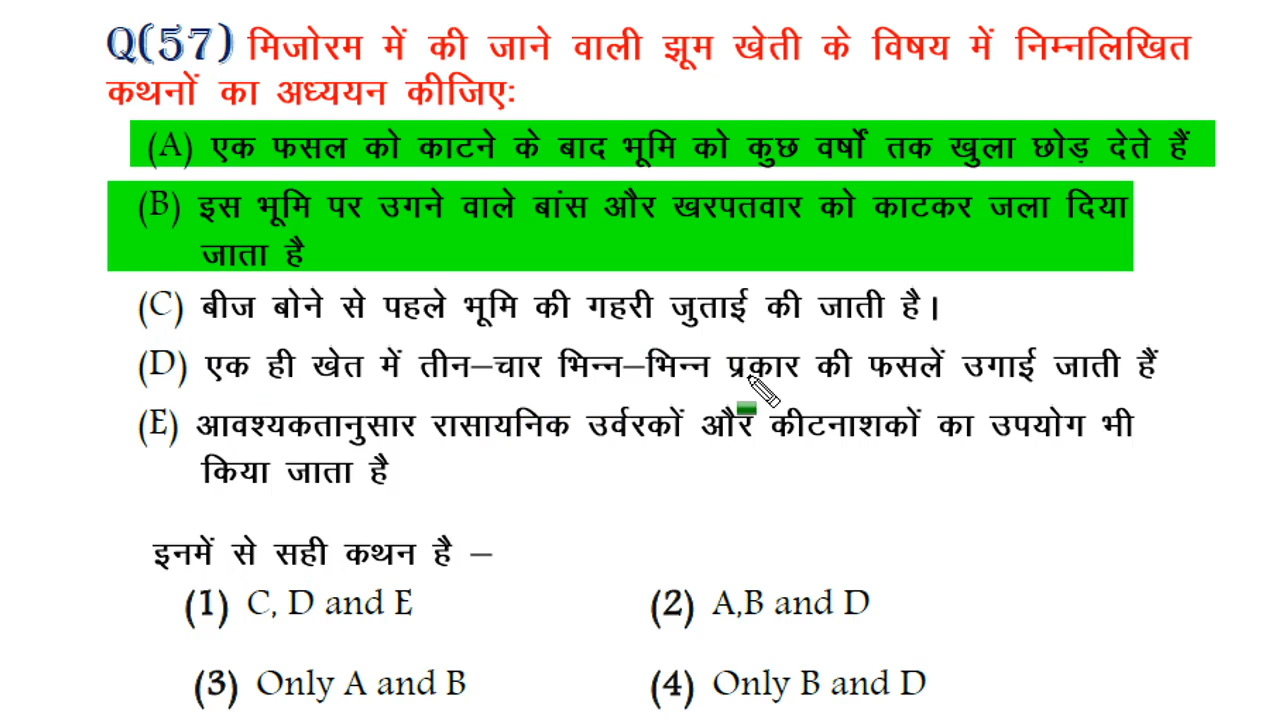 Q(57) मिजोरम में की जाने वाली झूम खेती के विषय में निम्नलिखित
कथनों का अध्ययन कीजिएः
(A) एक फसल को काटने के बाद भूमि को कुछ वर्षों तक खुला छोड़ देते हैं
(B) इस भूमि पर उगने वाले बांस और खरपतवार को काटकर जला दिया
जाता है
(C) बीज बोने से पहले भूमि की गहरी जुताई की जाती है।
(D) एक ही खेत में तीन–चार भिन्न–भिन्न प्रकार की फसलें उगाई जाती हैं
(E) आवश्यकतानुसार रासायनिक उर्वरकों और कीटनाशकों का उपयोग भी
किया जाता है
इनमें से सही कथन है –
(1) C, D and E
(2) A,B and D
(3) Only A and B
(4) Only B and D